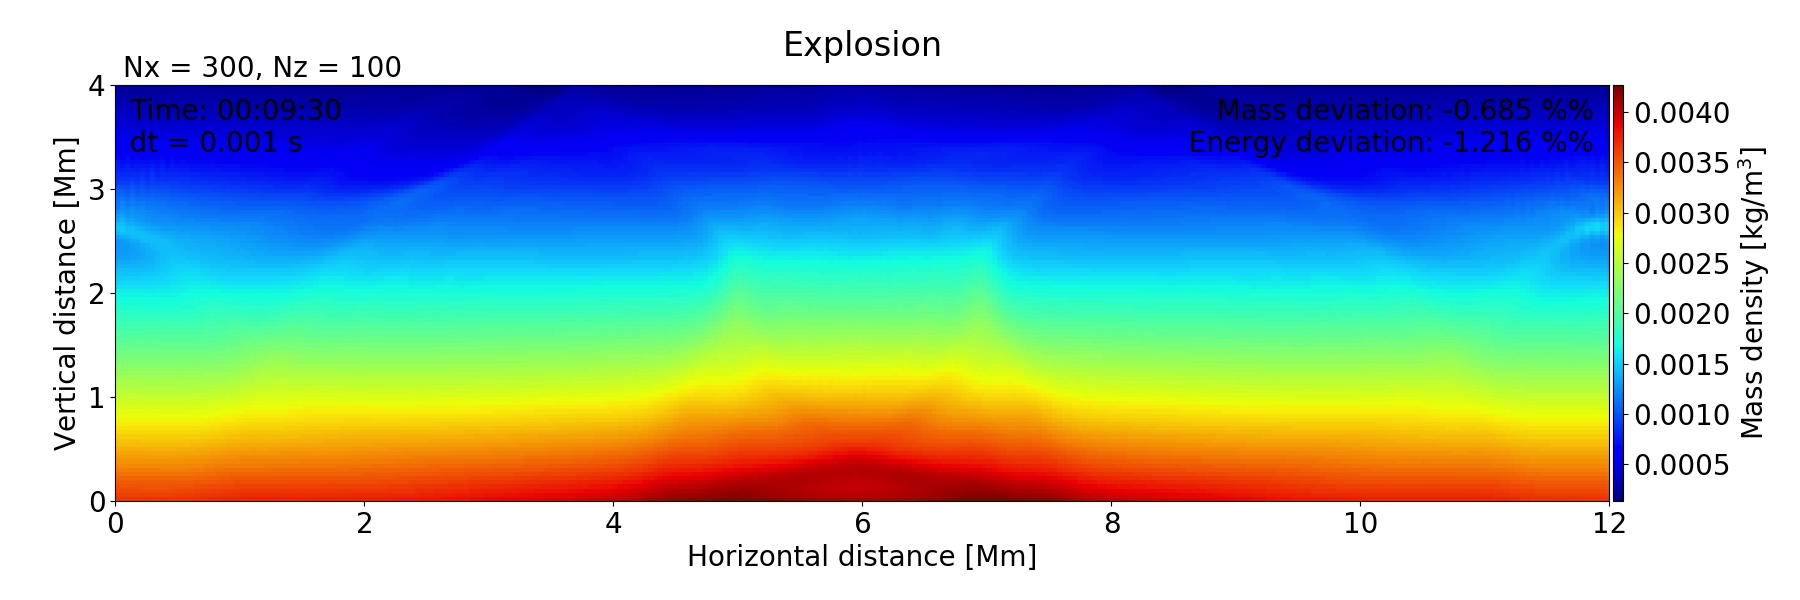 Explosion
Nx = 300, Nz = 100
Time: 00:09:30
dt = 0.001 s
Mass deviation: -0.685 %%
Energy deviation: -1.216 %%
4
3
2
1
0
Vertical distance [Mm]
0 2 4 6 8 10 12
Horizontal distance [Mm]
0.0040
0.0035
0.0030
0.0025
0.0020
0.0015
0.0010
0.0005
Mass density [kg/m³]